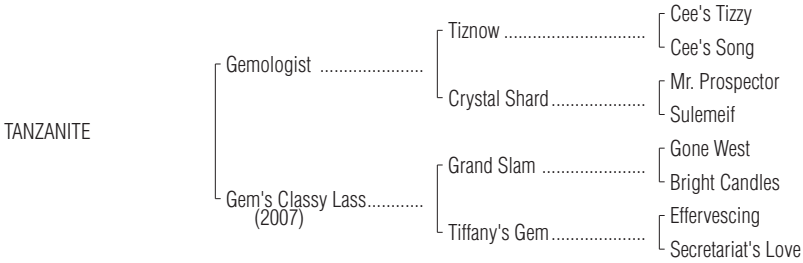 TANZANITE
Gemologist ......................
Gem's Classy Lass............
(2007)
Tiznow ..............................
Crystal Shard....................
Grand Slam ......................
Tiffany's Gem....................
Cee's Tizzy
Cee's Song
Mr. Prospector
Sulemeif
Gone West
Bright Candles
Effervescing
Secretariat's Love